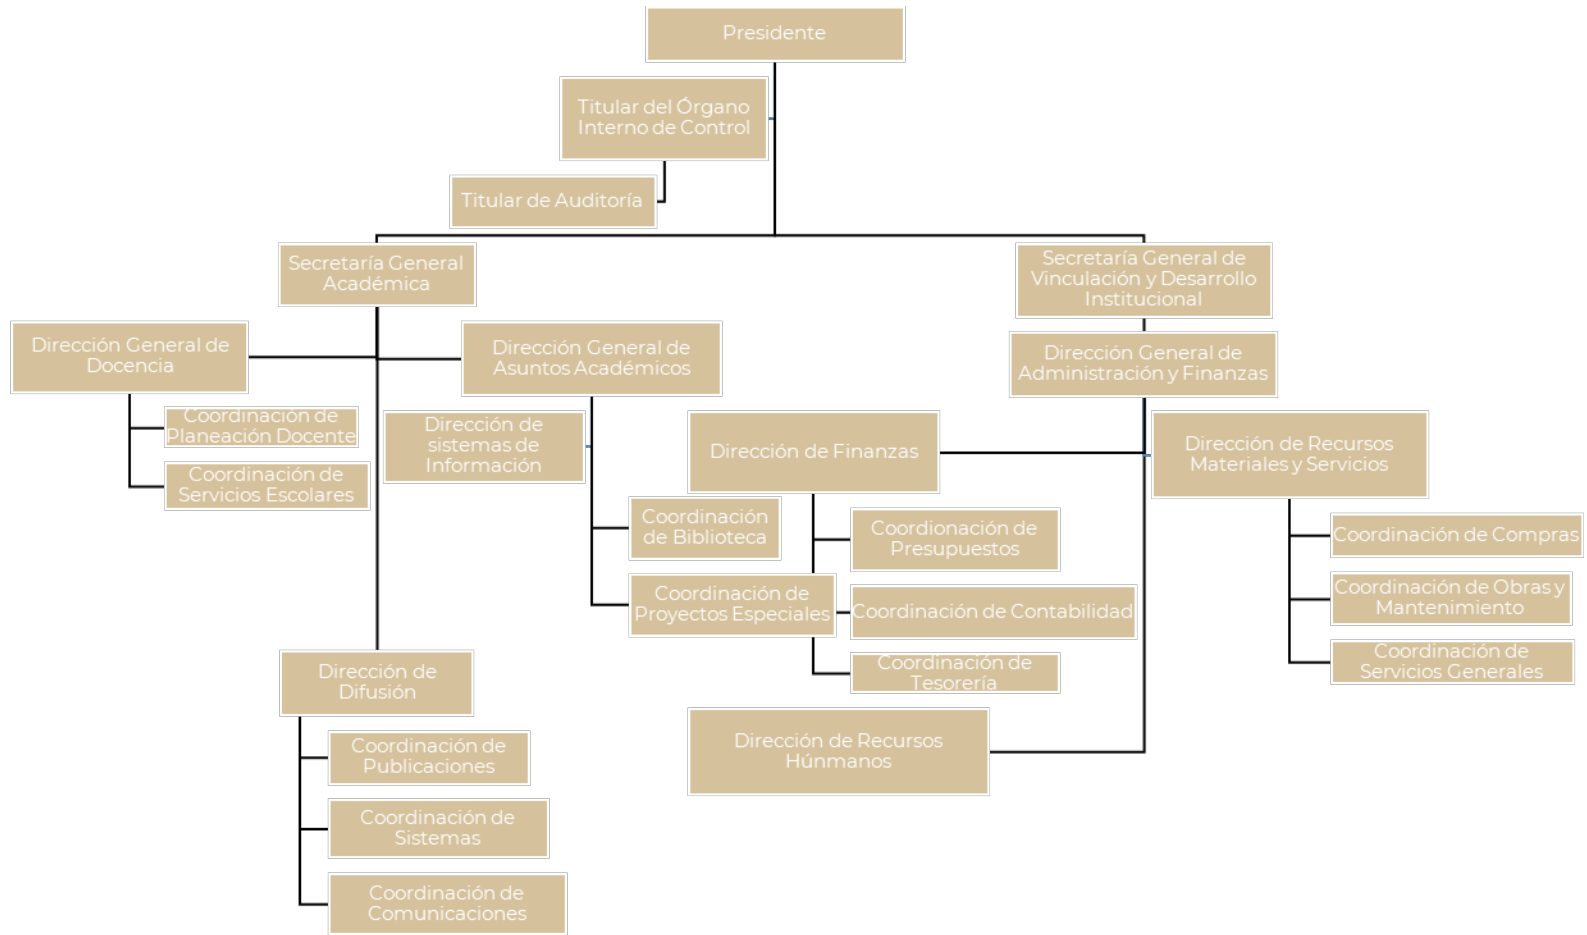 Presidente
Titular del Órgano
Interno de Control
Titular de Auditoría
Secretaría General
Académica
Secretaría General de
Vinculación y Desarrollo
Institucional
Dirección General de
Docencia
Dirección General de
Asuntos Académicos
Dirección General de
Administración y Finanzas
Coordinación de
Planeación Docente
Coordinación de
Servicios Escolares
Dirección de
sistemas de
Información
Dirección de Finanzas
Dirección de Recursos
Materiales y Servicios
Coordinación
de Biblioteca
Coordinación de
Proyectos Especiales
Coordionación de
Presupuestos
Coordinación de Contabilidad
Coordinación de
Tesorería
Coordinación de Compras
Coordinación de Obras y
Mantenimiento
Coordinación de
Servicios Generales
Dirección de
Difusión
Dirección de Recursos
Húnmanos
Coordinación de
Publicaciones
Coordinación de
Sistemas
Coordinación de
Comunicaciones